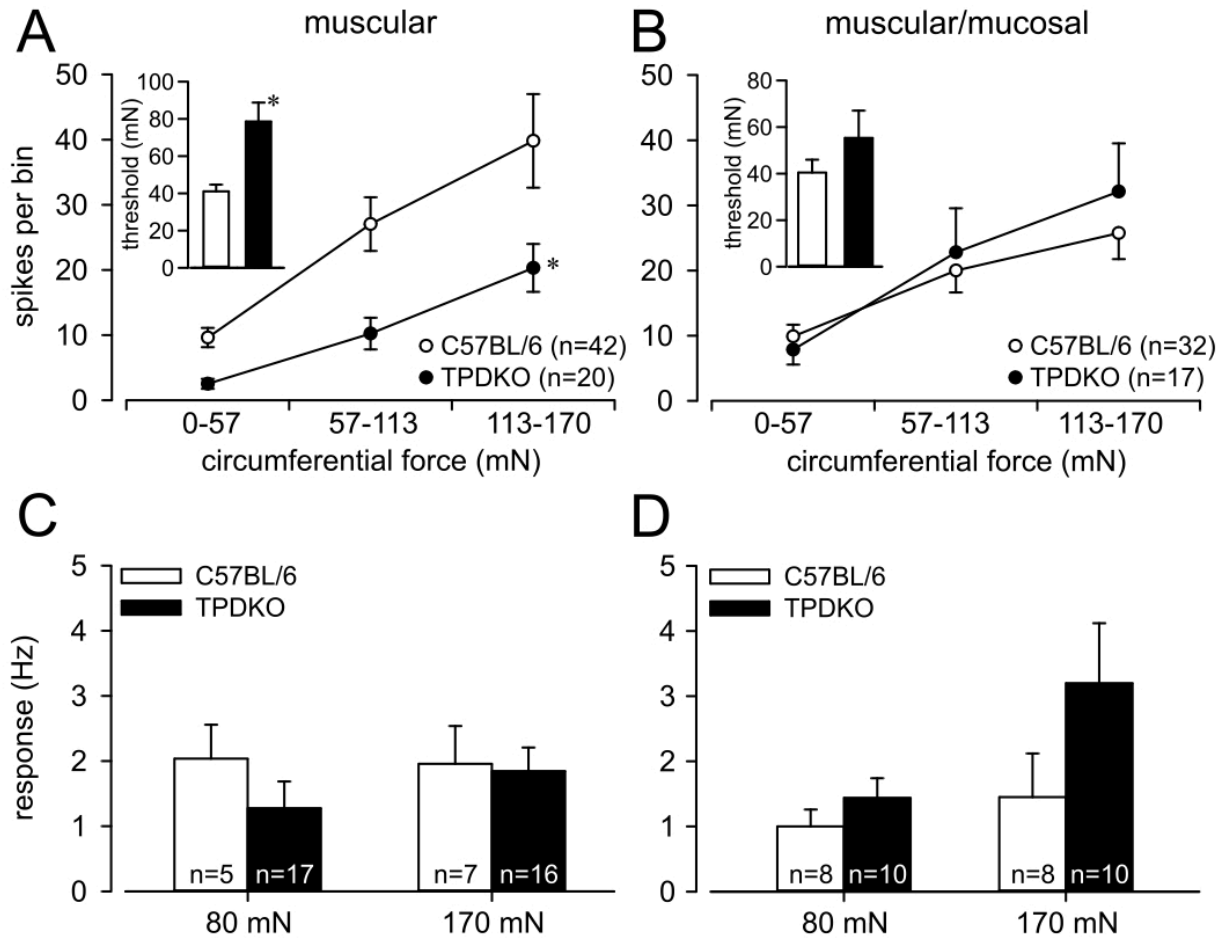 A
muscular
B
muscular/mucosal
spikes per bin
50
40
30
20
10
0
threshold (mN)
100
80
60
40
20
0
*
*
C57BL/6 (n=42)
TPDKO (n=20)
0-57
57-113
113-170
circumferential force (mN)
50
40
30
20
10
0
threshold (mN)
80
60
40
20
0
C57BL/6 (n=32)
TPDKO (n=17)
0-57
57-113
113-170
circumferential force (mN)
C
response (Hz)
5
4
3
2
1
0
C57BL/6
TPDKO
n=5
n=17
n=7
n=16
80 mN
170 mN
D
5
4
3
2
1
0
C57BL/6
TPDKO
n=8
n=10
n=8
n=10
80 mN
170 mN